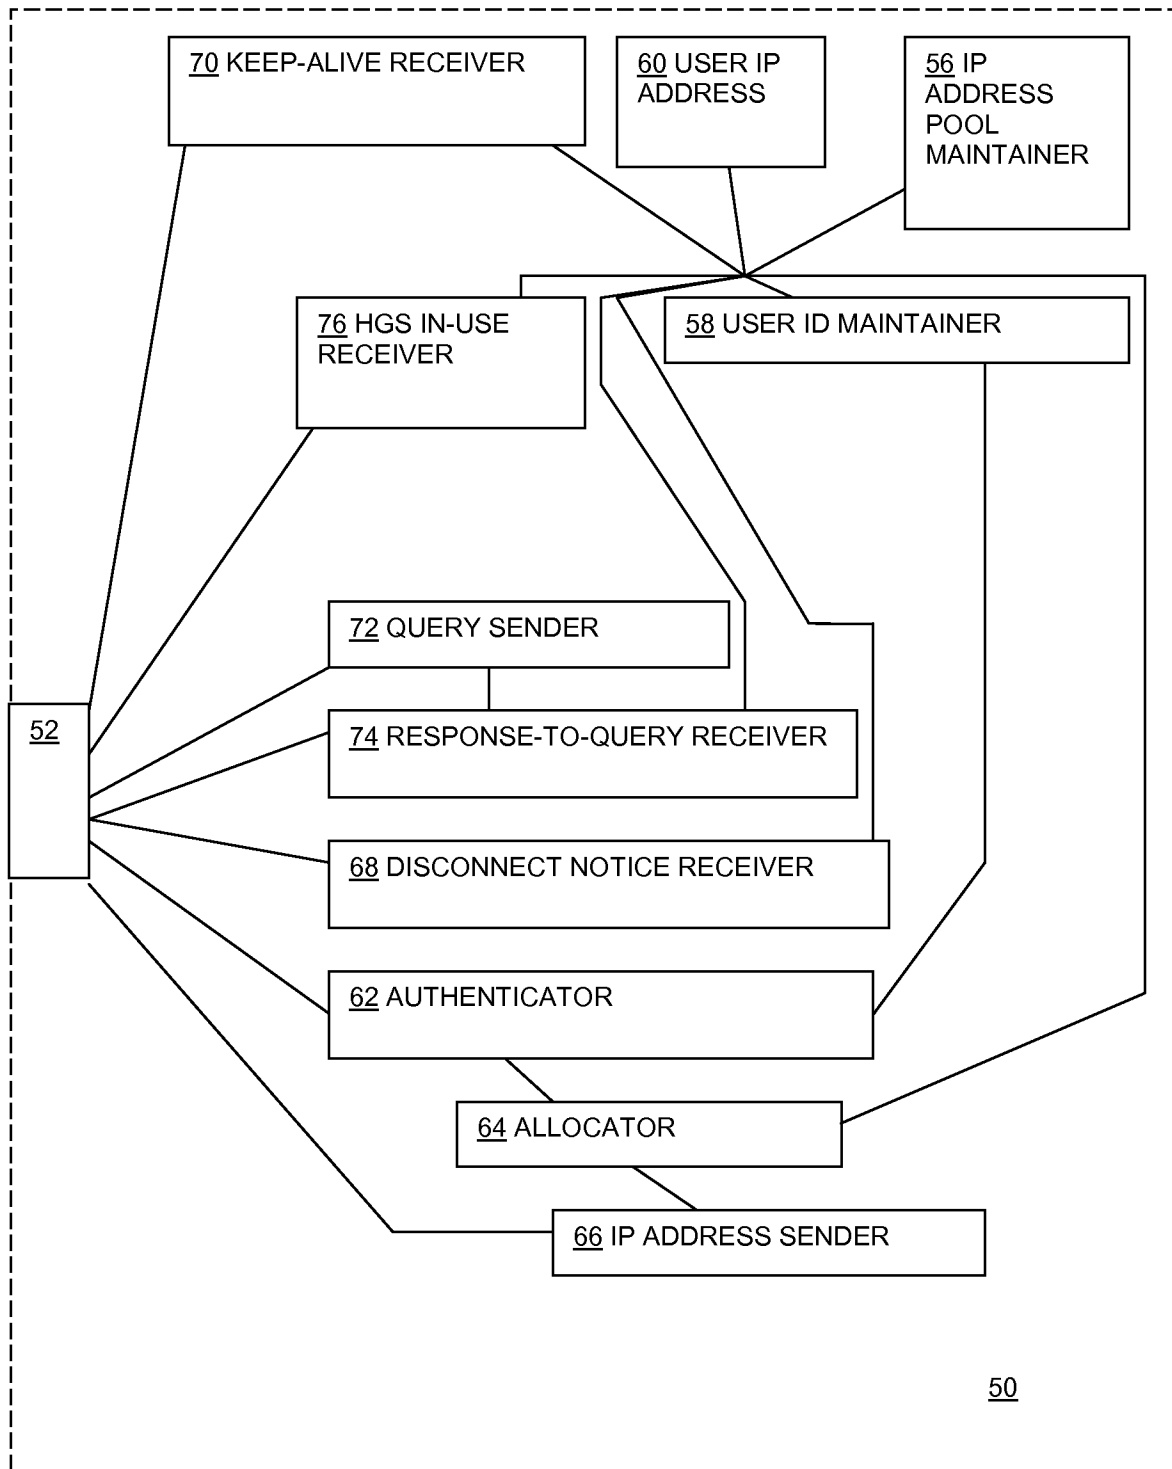 70 KEEP-ALIVE RECEIVER
60 USER IP
ADDRESS
56 IP
ADDRESS
POOL
MAINTAINER
76 HGS IN-USE
RECEIVER
58 USER ID MAINTAINER
72 QUERY SENDER
52
74 RESPONSE-TO-QUERY RECEIVER
68 DISCONNECT NOTICE RECEIVER
62 AUTHENTICATOR
64 ALLOCATOR
66 IP ADDRESS SENDER
50